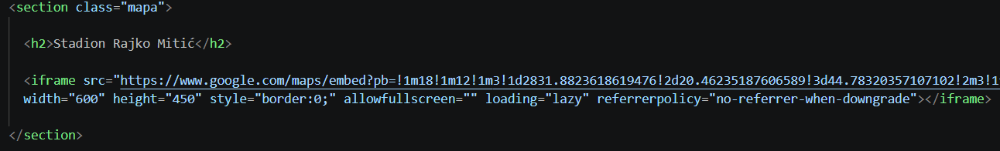 <section class="mapa">
<h2>Stadion Rajko Mitić</h2>
<iframe src="https://www.google.com/maps/embed?pb=!1m18!1m12!1m3!1d2831.8823618619476!2d20.46235187606589!3d44.78320357107102!2m3!1
width="600" height="450" style="border:0;" allowfullscreen="" loading="lazy" referrerpolicy="no-referrer-when-downgrade"></iframe>
</section>